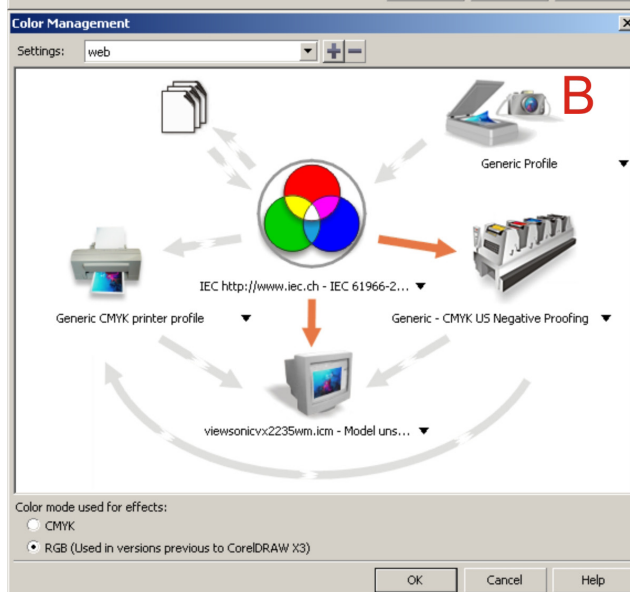 Color Management
Settings: web
B
Generic Profile
IEC http://www.iec.ch - IEC 61966-2...
Generic CMYK printer profile
Generic - CMYK US Negative Proofing
viewsonicvx2235wm.icm - Model uns...
Color mode used for effects:
CMYK
RGB (Used in versions previous to CorelDRAW X3)
OK Cancel Help